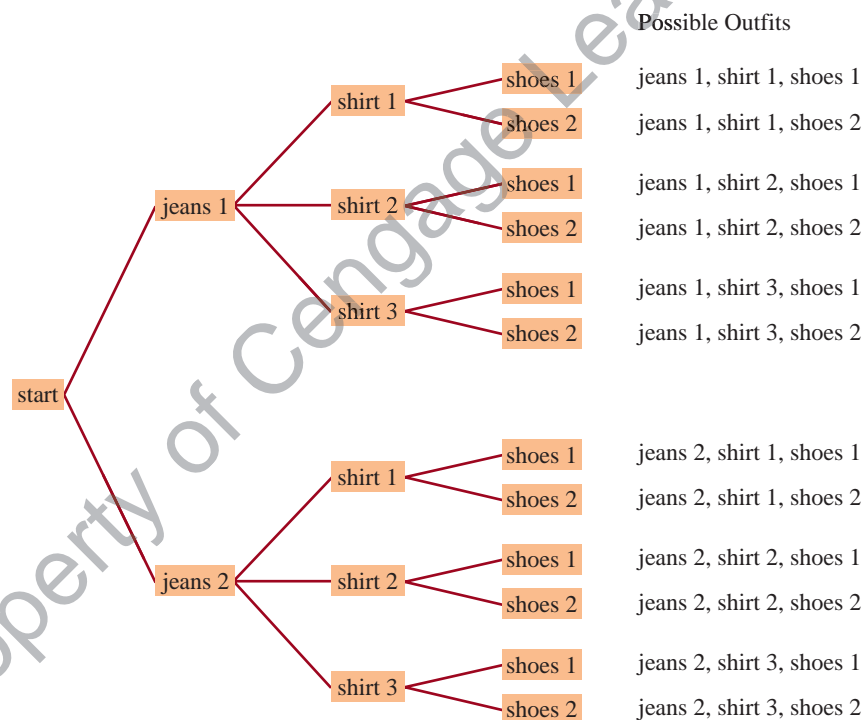 Possible Outfits
shoes 1 jeans 1, shirt 1, shoes 1
shirt 1
shoes 2 jeans 1, shirt 1, shoes 2
shoes 1 jeans 1, shirt 2, shoes 1
jeans 1 shirt 2
shoes 2 jeans 1, shirt 2, shoes 2
shoes 1 jeans 1, shirt 3, shoes 1
shirt 3
shoes 2 jeans 1, shirt 3, shoes 2
start
shoes 1 jeans 2, shirt 1, shoes 1
shirt 1
shoes 2 jeans 2, shirt 1, shoes 2
shoes 1 jeans 2, shirt 2, shoes 1
jeans 2 shirt 2
shoes 2 jeans 2, shirt 2, shoes 2
shoes 1 jeans 2, shirt 3, shoes 1
shirt 3
shoes 2 jeans 2, shirt 3, shoes 2
operty of Cengage Lea